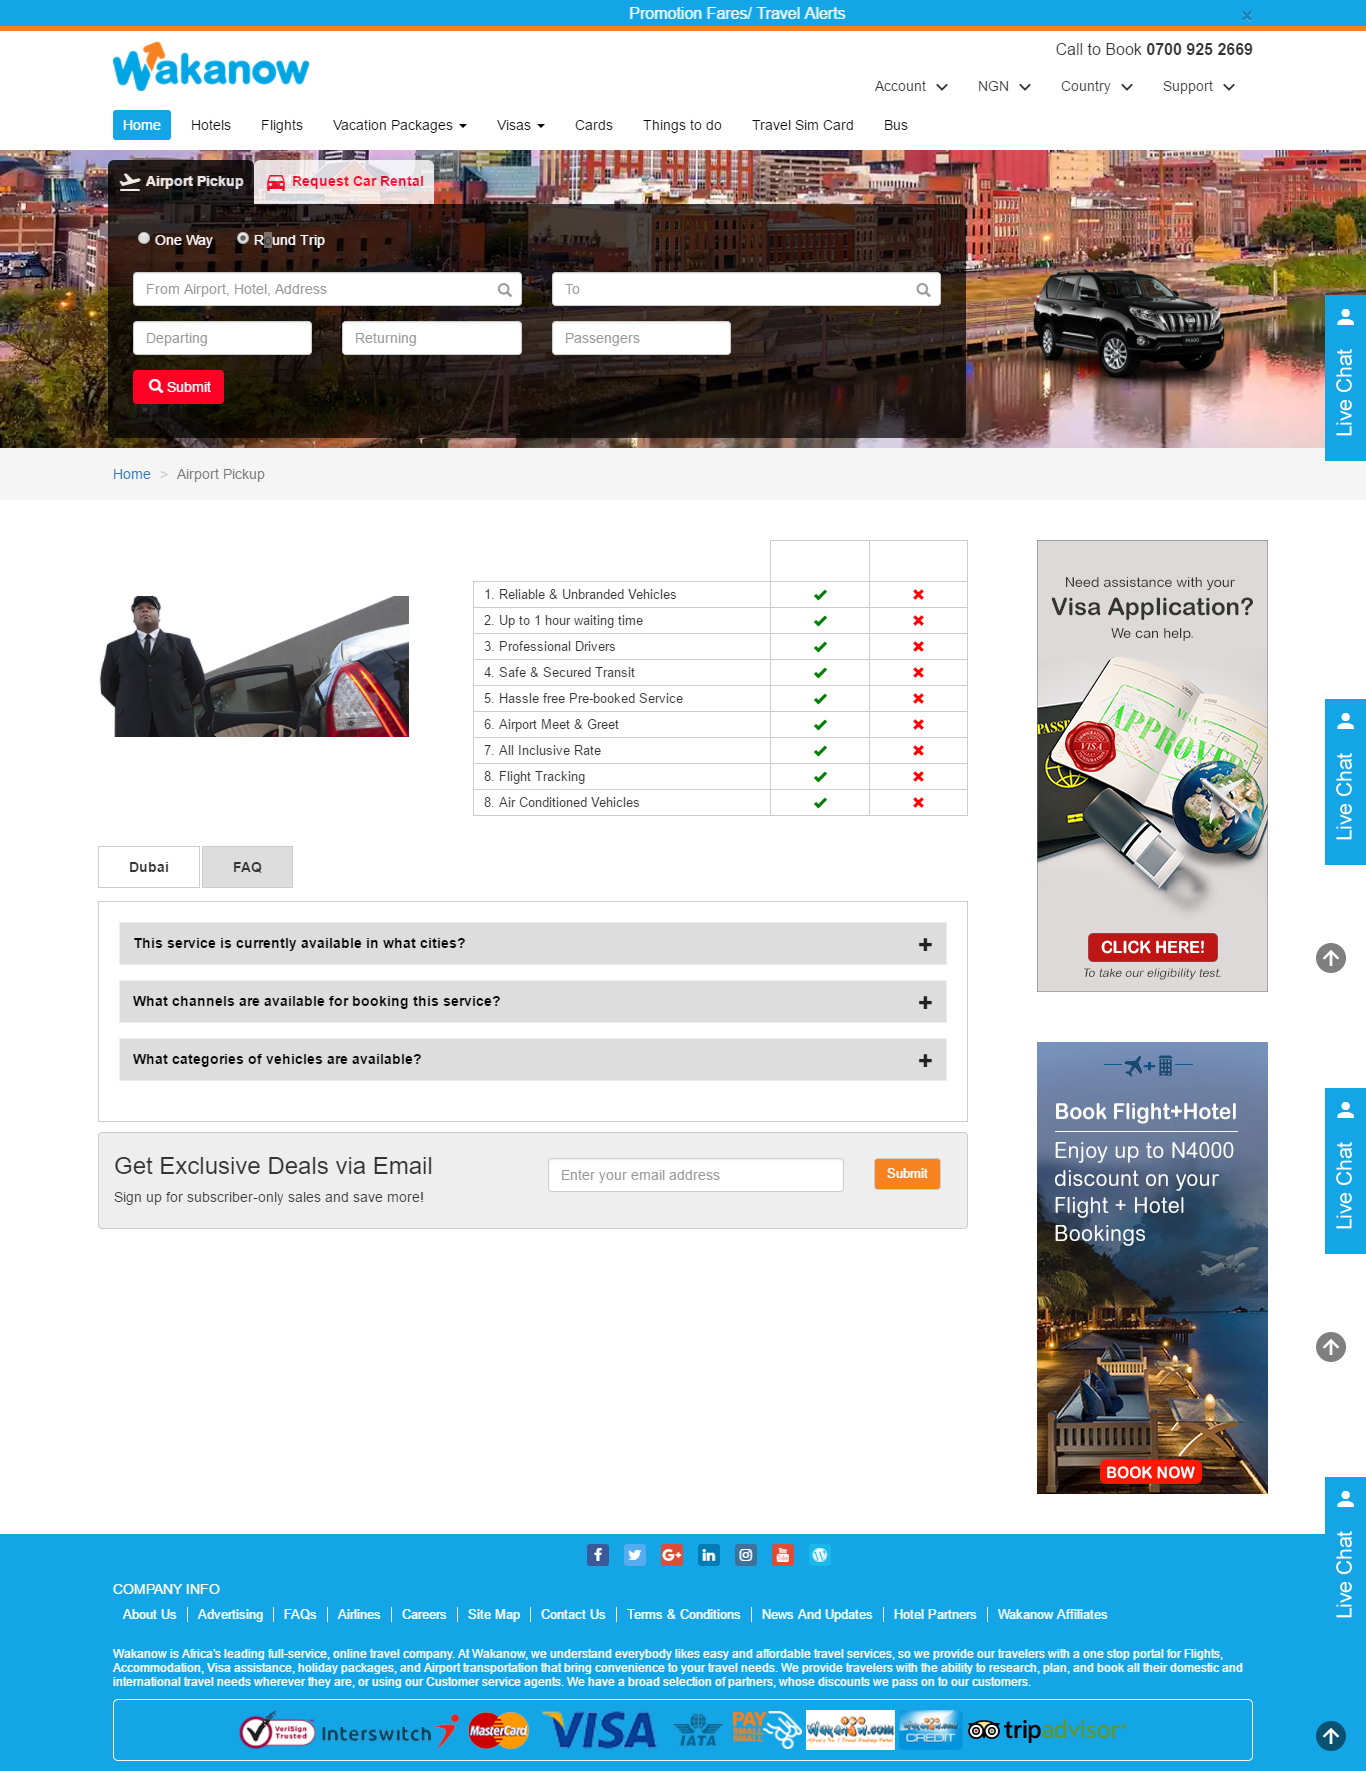 Promotion Fares/ Travel Alerts
×
Wakanow
Call to Book 0700 925 2669
Account NGN Country Support
Home Hotels Flights Vacation Packages Visas Cards Things to do Travel Sim Card Bus
Airport Pickup Request Car Rental
One Way Round Trip
From Airport, Hotel, Address To
Departing Returning Passengers
Submit
Live Chat
Home > Airport Pickup
1. Reliable & Unbranded Vehicles
2. Up to 1 hour waiting time
3. Professional Drivers
4. Safe & Secured Transit
5. Hassle free Pre-booked Service
6. Airport Meet & Greet
7. All Inclusive Rate
8. Flight Tracking
8. Air Conditioned Vehicles
Need assistance with your
Visa Application?
We can help.
APPROVED
VISA
CLICK HERE!
To take our eligibility test.
Live Chat
Dubai FAQ
This service is currently available in what cities?
What channels are available for booking this service?
What categories of vehicles are available?
Get Exclusive Deals via Email
Sign up for subscriber-only sales and save more!
Enter your email address
Submit
Book Flight+Hotel
Enjoy up to N4000
discount on your
Flight + Hotel
Bookings
BOOK NOW
Live Chat
Live Chat
COMPANY INFO
About Us Advertising FAQs Airlines Careers Site Map Contact Us Terms & Conditions News And Updates Hotel Partners Wakanow Affiliates
Wakanow is Africa's leading full-service, online travel company. At Wakanow, we understand everybody likes easy and affordable travel services, so we provide our travelers with a one stop portal for Flights,
Accommodation, Visa assistance, holiday packages, and Airport transportation that bring convenience to your travel needs. We provide travelers with the ability to research, plan, and book all their domestic and
international travel needs wherever they are, or using our Customer service agents. We have a broad selection of partners, whose discounts we pass on to our customers.
VeriSign Trusted Interswitch MasterCard VISA IATA PAY SMALL SMALL Wakanow.com Wakanow.com CREDIT tripadvisor